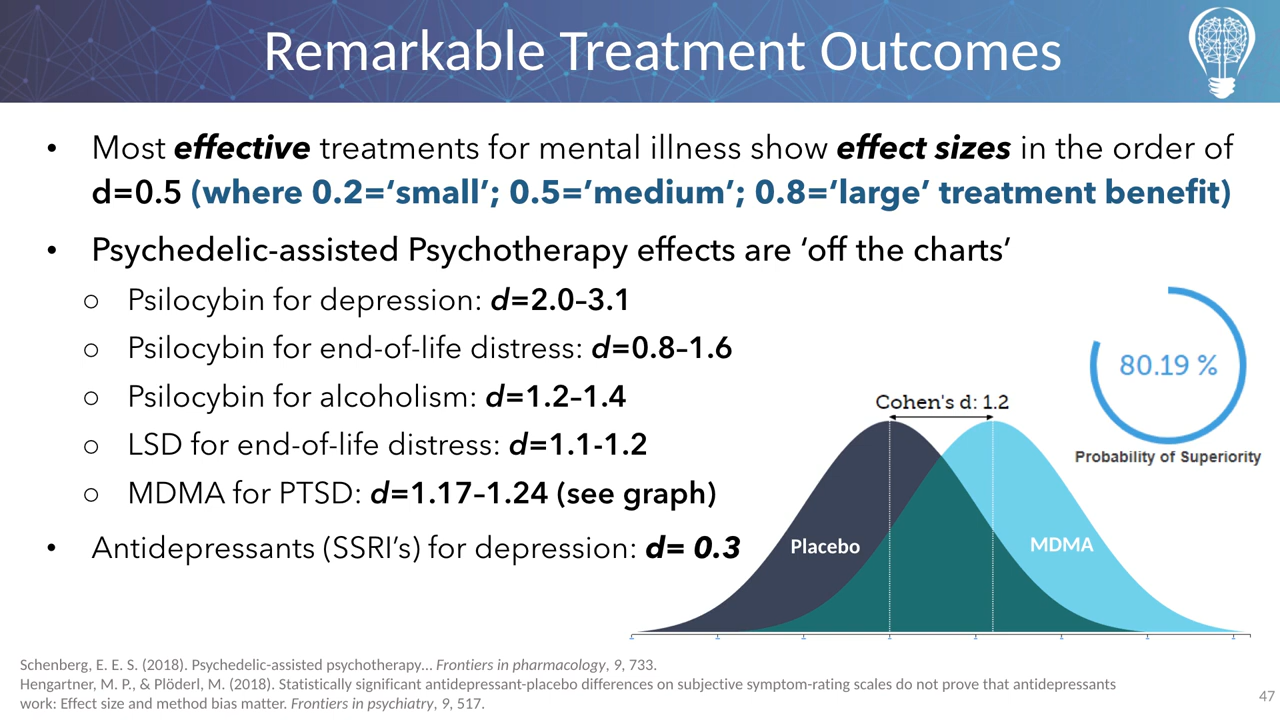 Remarkable Treatment Outcomes
• Most effective treatments for mental illness show effect sizes in the order of
d=0.5 (where 0.2=‘small’; 0.5=’medium’; 0.8=‘large’ treatment benefit)
• Psychedelic-assisted Psychotherapy effects are ‘off the charts’
○ Psilocybin for depression: d=2.0–3.1
○ Psilocybin for end-of-life distress: d=0.8–1.6
○ Psilocybin for alcoholism: d=1.2–1.4
○ LSD for end-of-life distress: d=1.1-1.2
○ MDMA for PTSD: d=1.17–1.24 (see graph)
• Antidepressants (SSRI’s) for depression: d= 0.3
80.19 %
Probability of Superiority
Cohen's d: 1.2
Placebo
MDMA
Schenberg, E. E. S. (2018). Psychedelic-assisted psychotherapy… Frontiers in pharmacology, 9, 733.
Hengartner, M. P., & Plöderl, M. (2018). Statistically significant antidepressant-placebo differences on subjective symptom-rating scales do not prove that antidepressants
work: Effect size and method bias matter. Frontiers in psychiatry, 9, 517.
47